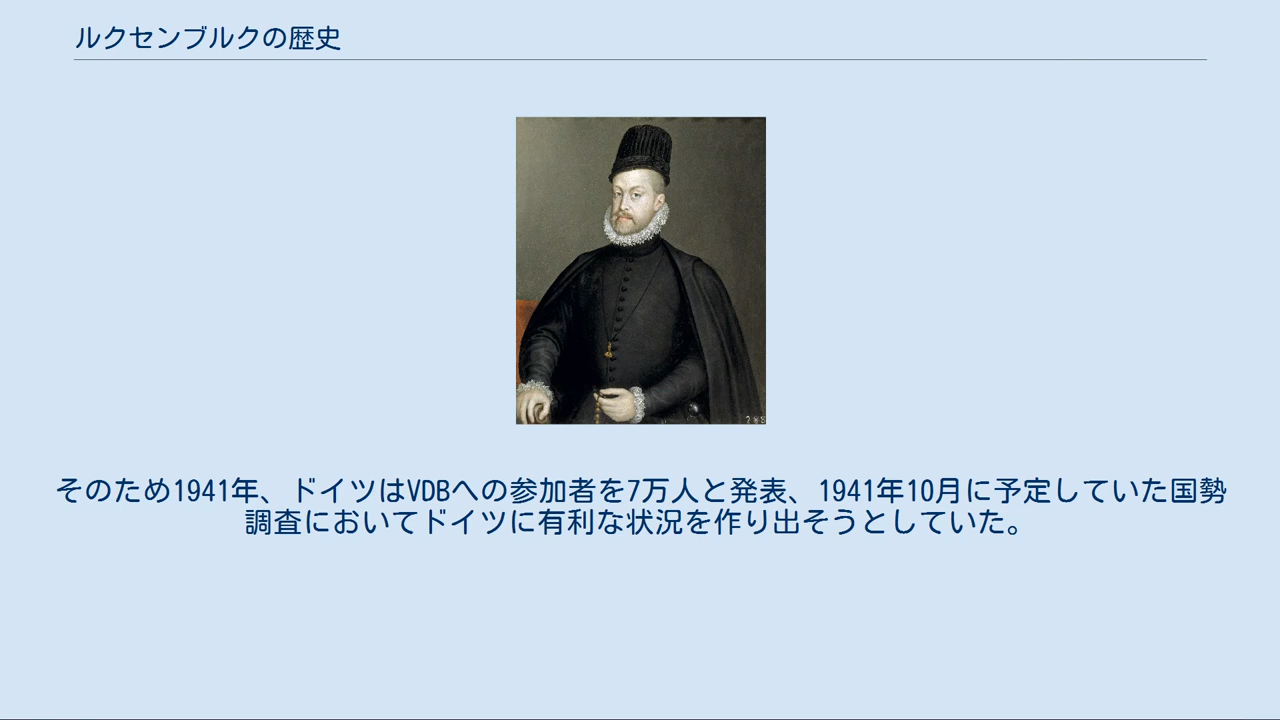 ルクセンブルクの歴史
そのため1941年、ドイツはVDBへの参加者を7万人と発表、1941年10月に予定していた国勢
調査においてドイツに有利な状況を作り出そうとしていた。